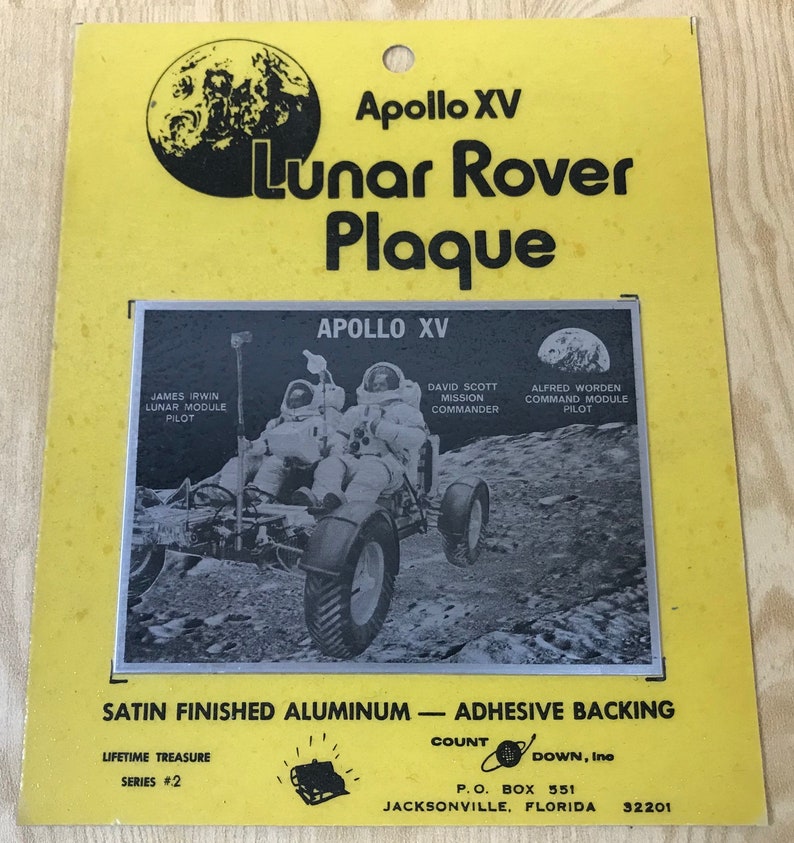 Apollo XV
Lunar Rover
Plaque
APOLLO XV
JAMES IRWIN
LUNAR MODULE
PILOT
DAVID SCOTT
MISSION
COMMANDER
ALFRED WORDEN
COMMAND MODULE
PILOT
SATIN FINISHED ALUMINUM — ADHESIVE BACKING
LIFETIME TREASURE
SERIES #2
COUNT DOWN, Inc
P.O. BOX 551
JACKSONVILLE, FLORIDA 32201